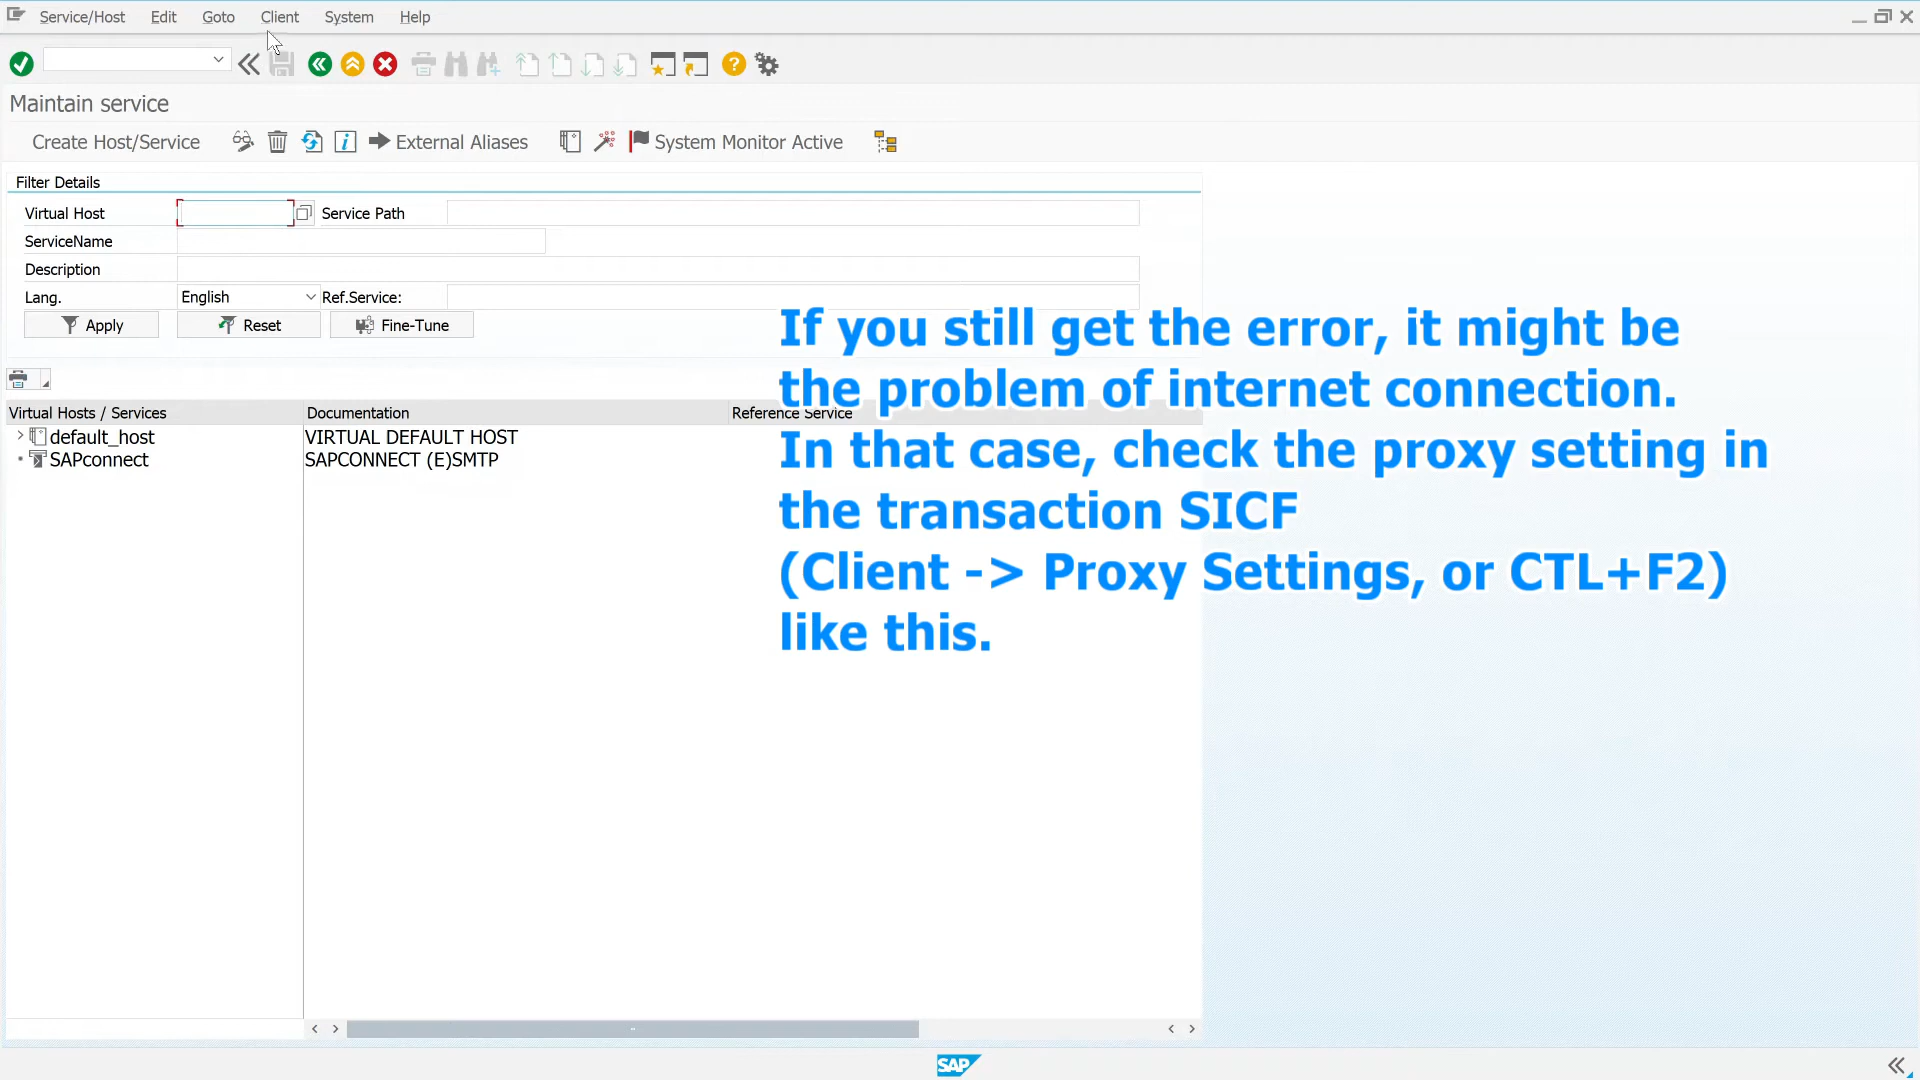 Service/Host Edit Goto Client System Help
Maintain service
Create Host/Service External Aliases System Monitor Active
Filter Details
Virtual Host Service Path
ServiceName
Description
Lang. English Ref.Service:
Apply Reset Fine-Tune
If you still get the error, it might be
the problem of internet connection.
In that case, check the proxy setting in
the transaction SICF
(Client -> Proxy Settings, or CTL+F2)
like this.
Virtual Hosts / Services Documentation Reference Service
default_host VIRTUAL DEFAULT HOST
SAPconnect SAPCONNECT (E)SMTP
SAP